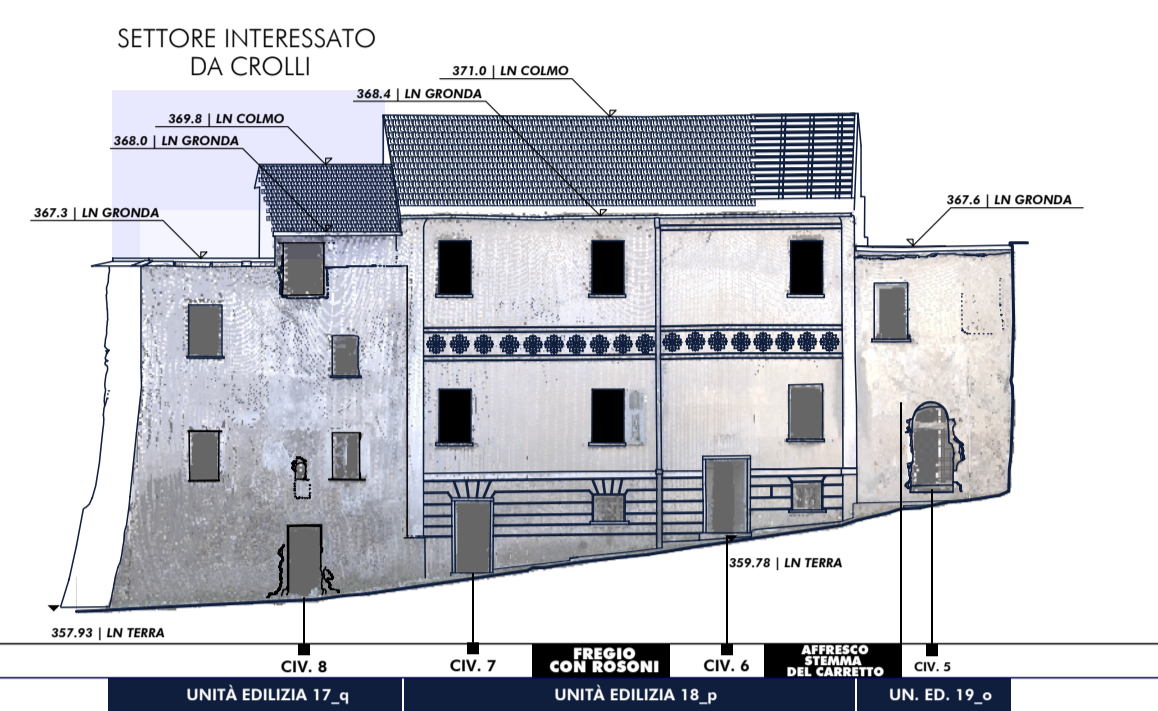 SETTORE INTERESSATO
DA CROLLI
371.0 | LN COLMO
368.4 | LN GRONDA
369.8 | LN COLMO
368.0 | LN GRONDA
367.3 | LN GRONDA
367.6 | LN GRONDA
359.78 | LN TERRA
357.93 | LN TERRA
CIV. 8
CIV. 7
FREGIO
CON ROSONI
CIV. 6
AFFRESCO
STEMMA
DEL CARRETTO
CIV. 5
UNITÀ EDILIZIA 17_q
UNITÀ EDILIZIA 18_p
UN. ED. 19_o